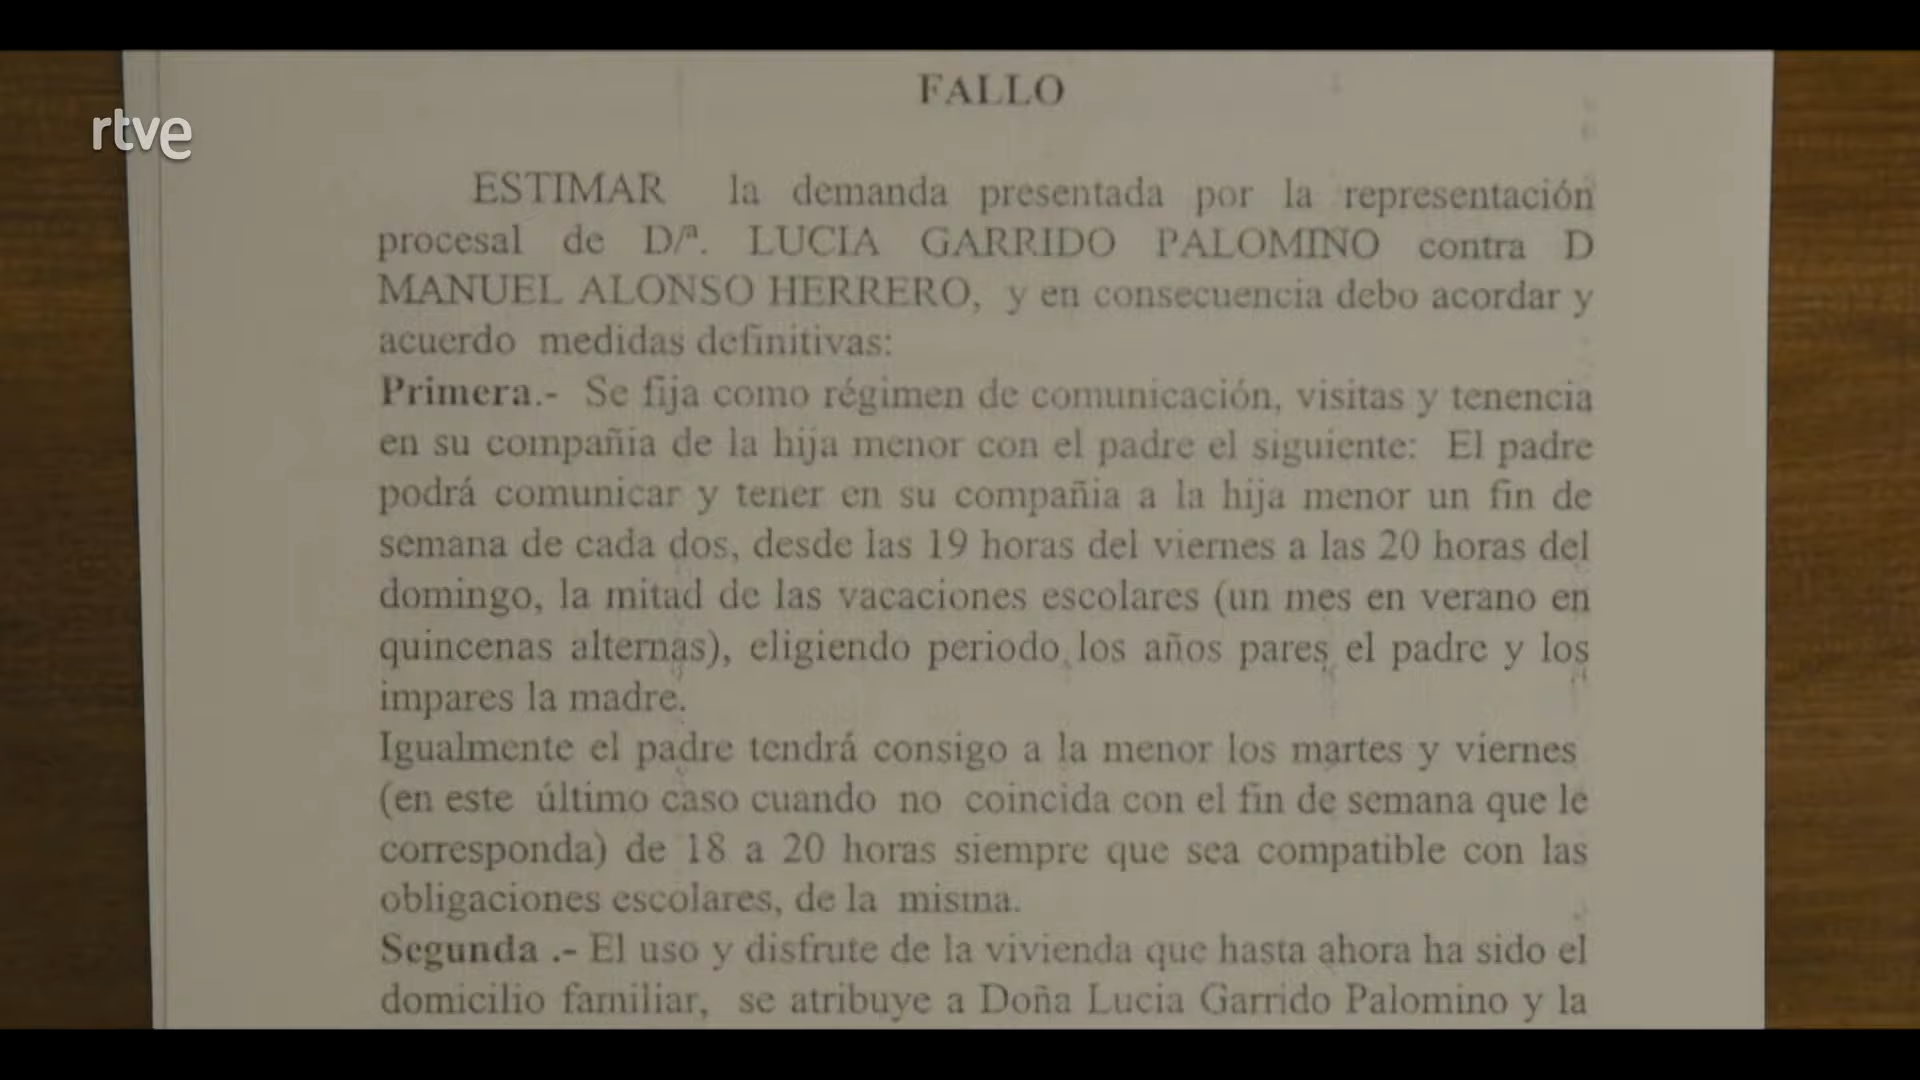 FALLO
rtve
ESTIMAR la demanda presentada por la representación
procesal de D/ª. LUCIA GARRIDO PALOMINO contra D
MANUEL ALONSO HERRERO, y en consecuencia debo acordar y
acuerdo medidas definitivas:
Primera.- Se fija como régimen de comunicación, visitas y tenencia
en su compañia de la hija menor con el padre el siguiente: El padre
podrá comunicar y tener en su compañia a la hija menor un fin de
semana de cada dos, desde las 19 horas del viernes a las 20 horas del
domingo, la mitad de las vacaciones escolares (un mes en verano en
quincenas alternas), eligiendo periodo los años pares el padre y los
impares la madre.
Igualmente el padre tendrá consigo a la menor los martes y viernes
(en este último caso cuando no coincida con el fin de semana que le
corresponda) de 18 a 20 horas siempre que sea compatible con las
obligaciones escolares, de la misma.
Segunda .- El uso y disfrute de la vivienda que hasta ahora ha sido el
domicilio familiar, se atribuye a Doña Lucia Garrido Palomino y la